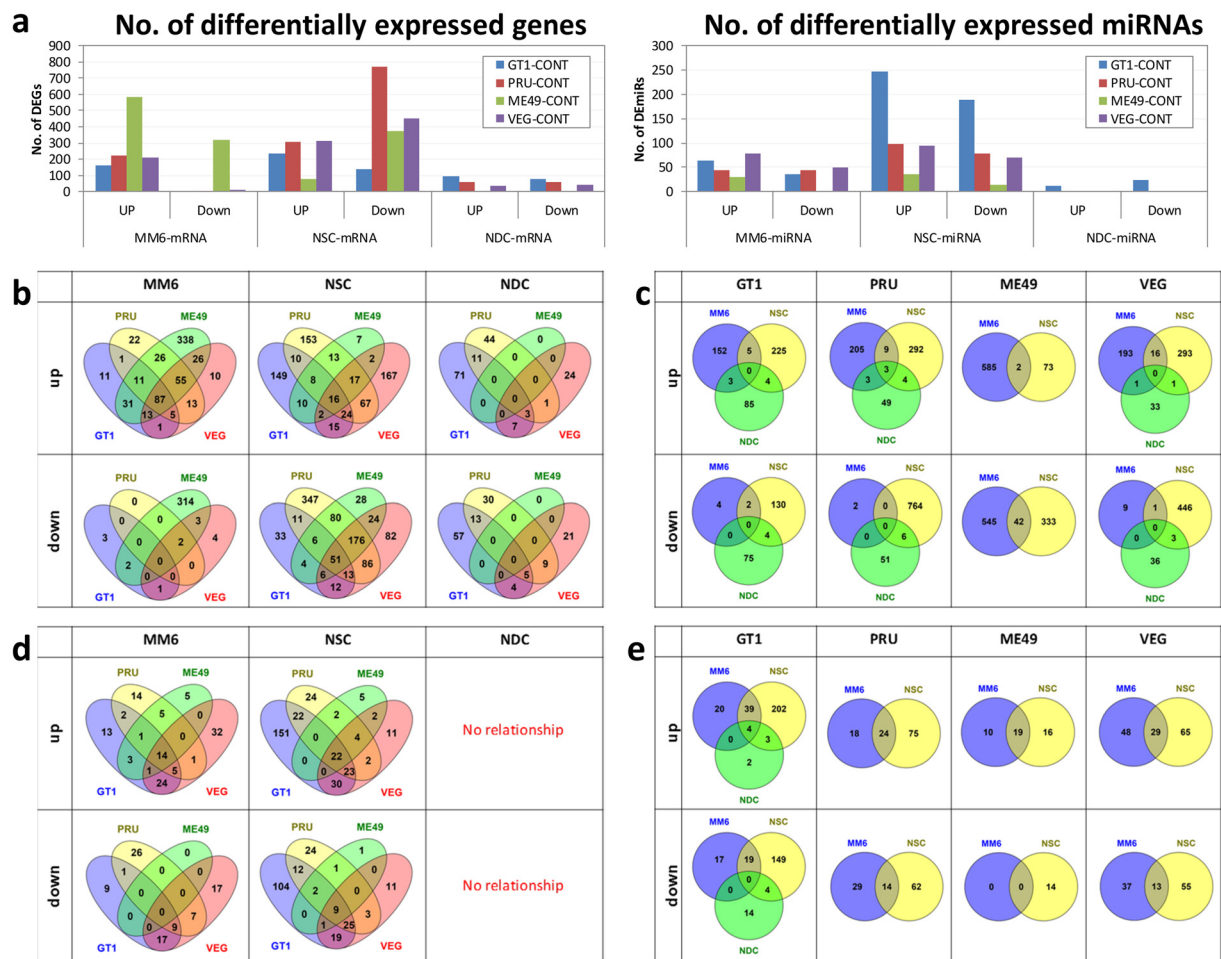 a
No. of differentially expressed genes
No. of DEGs
900
800
700
600
500
400
300
200
100
0
GT1-CONT
PRU-CONT
ME49-CONT
VEG-CONT
UP Down UP Down UP Down
MM6-mRNA NSC-mRNA NDC-mRNA
No. of differentially expressed miRNAs
No. of DEmiRs
300
250
200
150
100
50
0
GT1-CONT
PRU-CONT
ME49-CONT
VEG-CONT
UP Down UP Down UP Down
MM6-miRNA NSC-miRNA NDC-miRNA
b
MM6 NSC NDC
up
PRU ME49
22 338
1 26 26
11 11 55 10
87
31 13 5 13
1
GT1 VEG
PRU ME49
153 7
10 13 2
149 8 17 167
16
10 2 24 67
15
GT1 VEG
PRU ME49
44 0
11 0 0
71 0 0 24
0
0 0 3 1
7
GT1 VEG
down
PRU ME49
0 314
0 0 3
3 0 2 4
0
2 0 0 0
1
GT1 VEG
PRU ME49
347 28
11 80 24
33 6 176 82
51
4 6 13 86
12
GT1 VEG
PRU ME49
30 0
13 0 0
57 0 0 21
0
0 0 5 9
4
GT1 VEG
c
GT1 PRU ME49 VEG
up
MM6 NSC
152 5 225
0
3 4
85
NDC
MM6 NSC
205 9 292
3
3 4
49
NDC
MM6 NSC
585 2 73
MM6 NSC
193 16 293
0
1 1
33
NDC
down
MM6 NSC
4 2 130
0
0 4
75
NDC
MM6 NSC
2 0 764
0
0 6
51
NDC
MM6 NSC
545 42 333
MM6 NSC
9 1 446
0
0 3
36
NDC
d
MM6 NSC NDC
up
PRU ME49
14 5
2 5 0
13 1 0 32
14
3 1 5 1
24
GT1 VEG
PRU ME49
24 5
22 2 2
151 0 4 11
22
0 0 23 2
30
GT1 VEG
No relationship
down
PRU ME49
26 0
1 0 0
9 0 0 17
0
0 0 9 7
17
GT1 VEG
PRU ME49
24 1
12 1 0
104 2 0 11
9
0 1 25 3
19
GT1 VEG
No relationship
e
GT1 PRU ME49 VEG
up
MM6 NSC
20 39 202
4
0 3
2
NDC
MM6 NSC
18 24 75
MM6 NSC
10 19 16
MM6 NSC
48 29 65
down
MM6 NSC
17 19 149
0
0 4
14
NDC
MM6 NSC
29 14 62
MM6 NSC
0 0 14
MM6 NSC
37 13 55